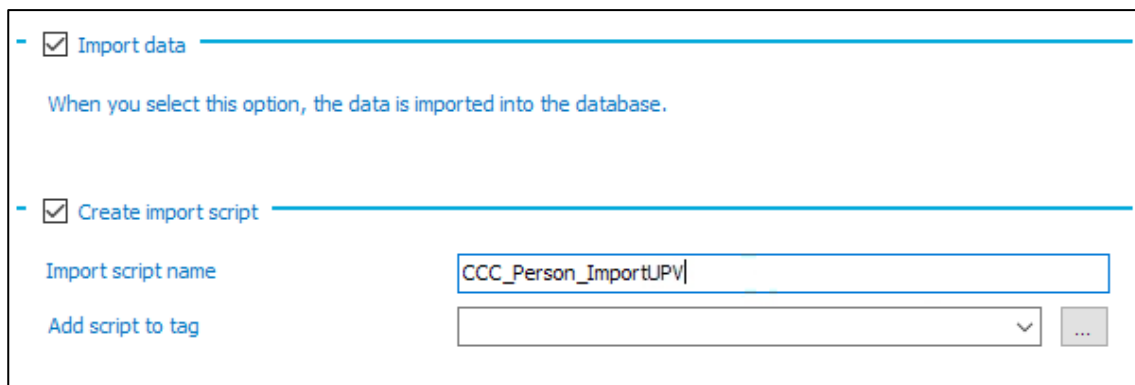 Import data
When you select this option, the data is imported into the database.
Create import script
Import script name CCC_Person_ImportUPV
Add script to tag ...